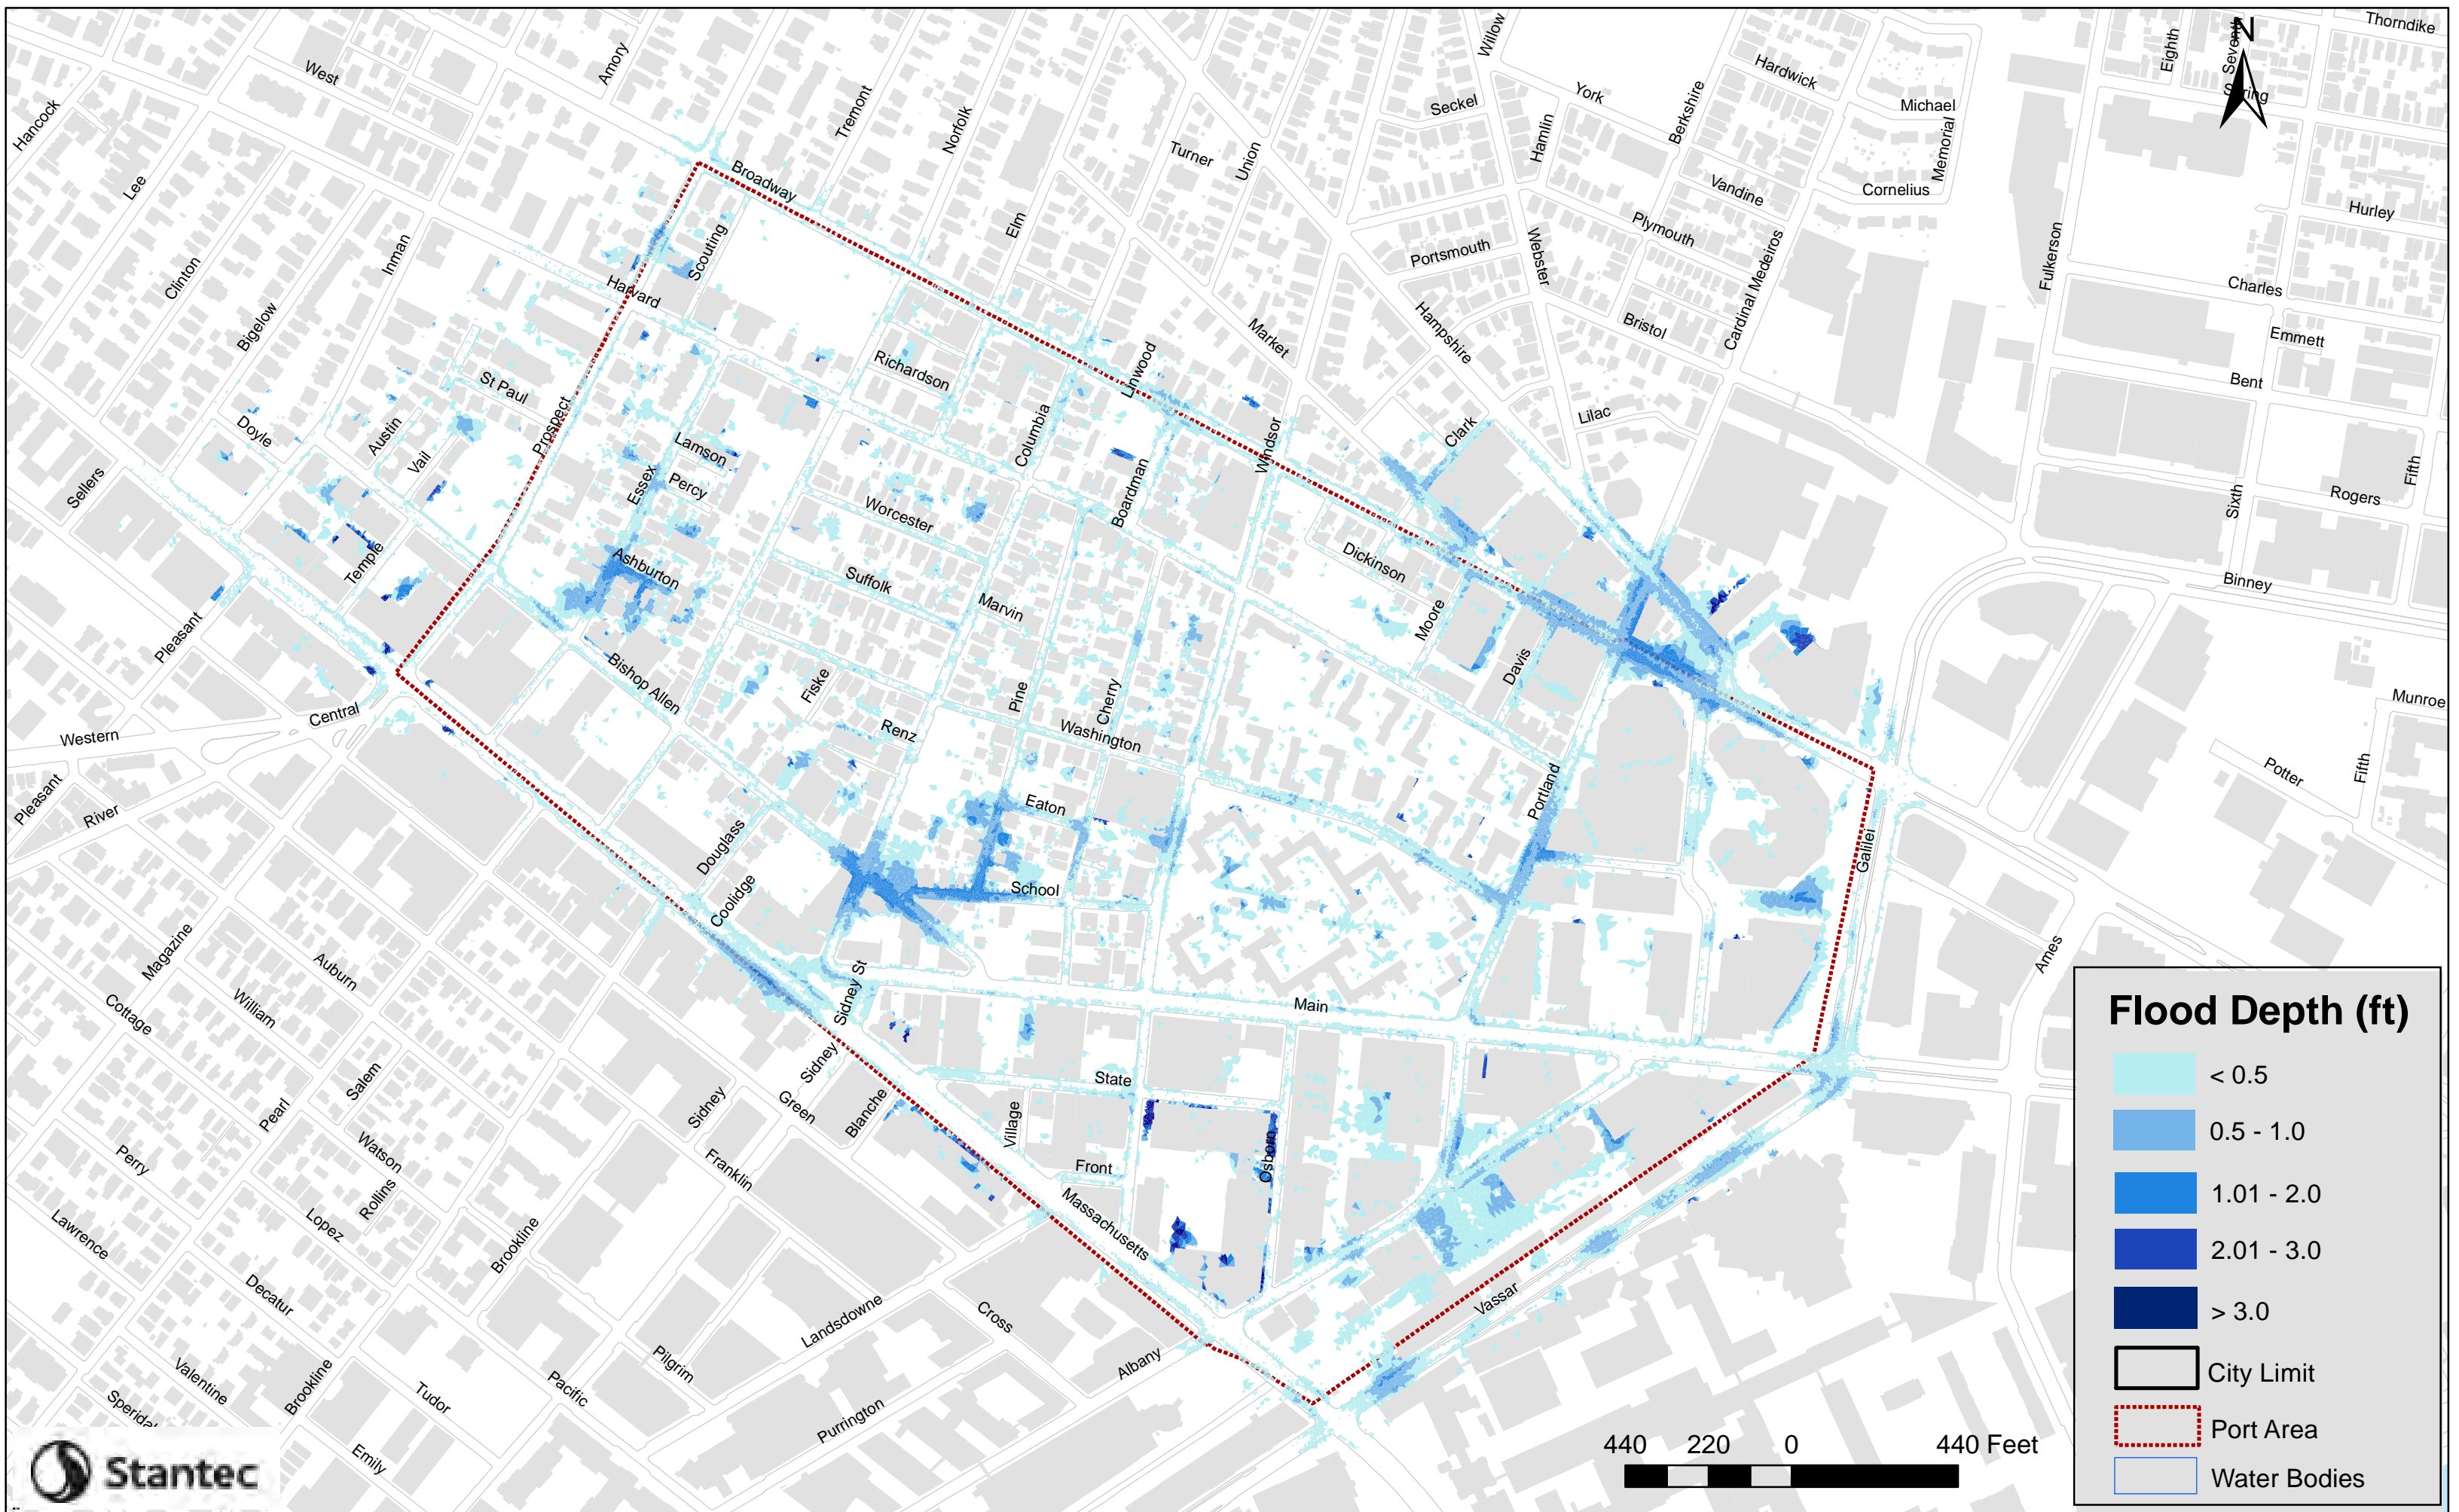 Thorndike
N
Eighth
Seventh
Spring
Willow
Amory
West
Hardwick
York
Michael
Memorial
Seckel
Berkshire
Hamlin
Hancock
Tremont
Norfolk
Turner
Union
Vandine
Cornelius
Lee
Broadway
Plymouth
Hurley
Elm
Scouting
Inman
Portsmouth
Webster
Cardinal Medeiros
Fulkerson
Clinton
Harvard
Charles
Bigelow
Market
Hampshire
Bristol
Emmett
Richardson
Linwood
Bent
St Paul
Lilac
Prospect
Austin
Doyle
Columbia
Windsor
Clark
Lamson
Vail
Fifth
Sellers
Essex
Percy
Boardman
Sixth
Rogers
Worcester
Temple
Ashburton
Suffolk
Dickinson
Binney
Marvin
Moore
Pleasant
Bishop Allen
Fiske
Davis
Pine
Cherry
Munroe
Central
Western
Renz
Washington
Potter
Fifth
Pleasant
River
Eaton
Portland
Douglass
Galilei
School
Coolidge
Magazine
Ames
Auburn
Sidney St
Main
Cottage
William
Sidney
Salem
State
Pearl
Sidney
Green
Blanche
Village
Watson
Osborn
Perry
Franklin
Front
Rollins
Massachusetts
Lopez
Lawrence
Brookline
Decatur
Vassar
Landsdowne
Cross
Albany
Pilgrim
Valentine
Brookline
Pacific
Tudor
Purrington
Emily
Stantec
440 220 0 440 Feet
Flood Depth (ft)
< 0.5
0.5 - 1.0
1.01 - 2.0
2.01 - 3.0
> 3.0
City Limit
Port Area
Water Bodies